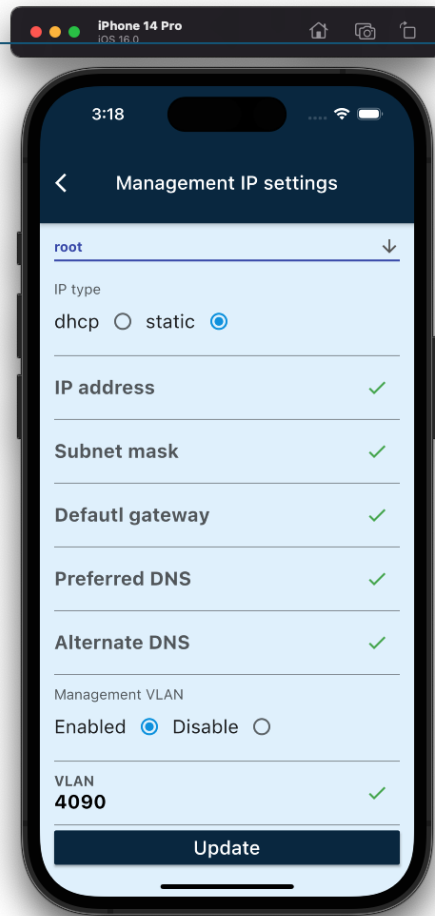 iPhone 14 Pro
iOS 16.0
3:18
Management IP settings
root
IP type
dhcp static
IP address
Subnet mask
Defautl gateway
Preferred DNS
Alternate DNS
Management VLAN
Enabled Disable
VLAN
4090
Update